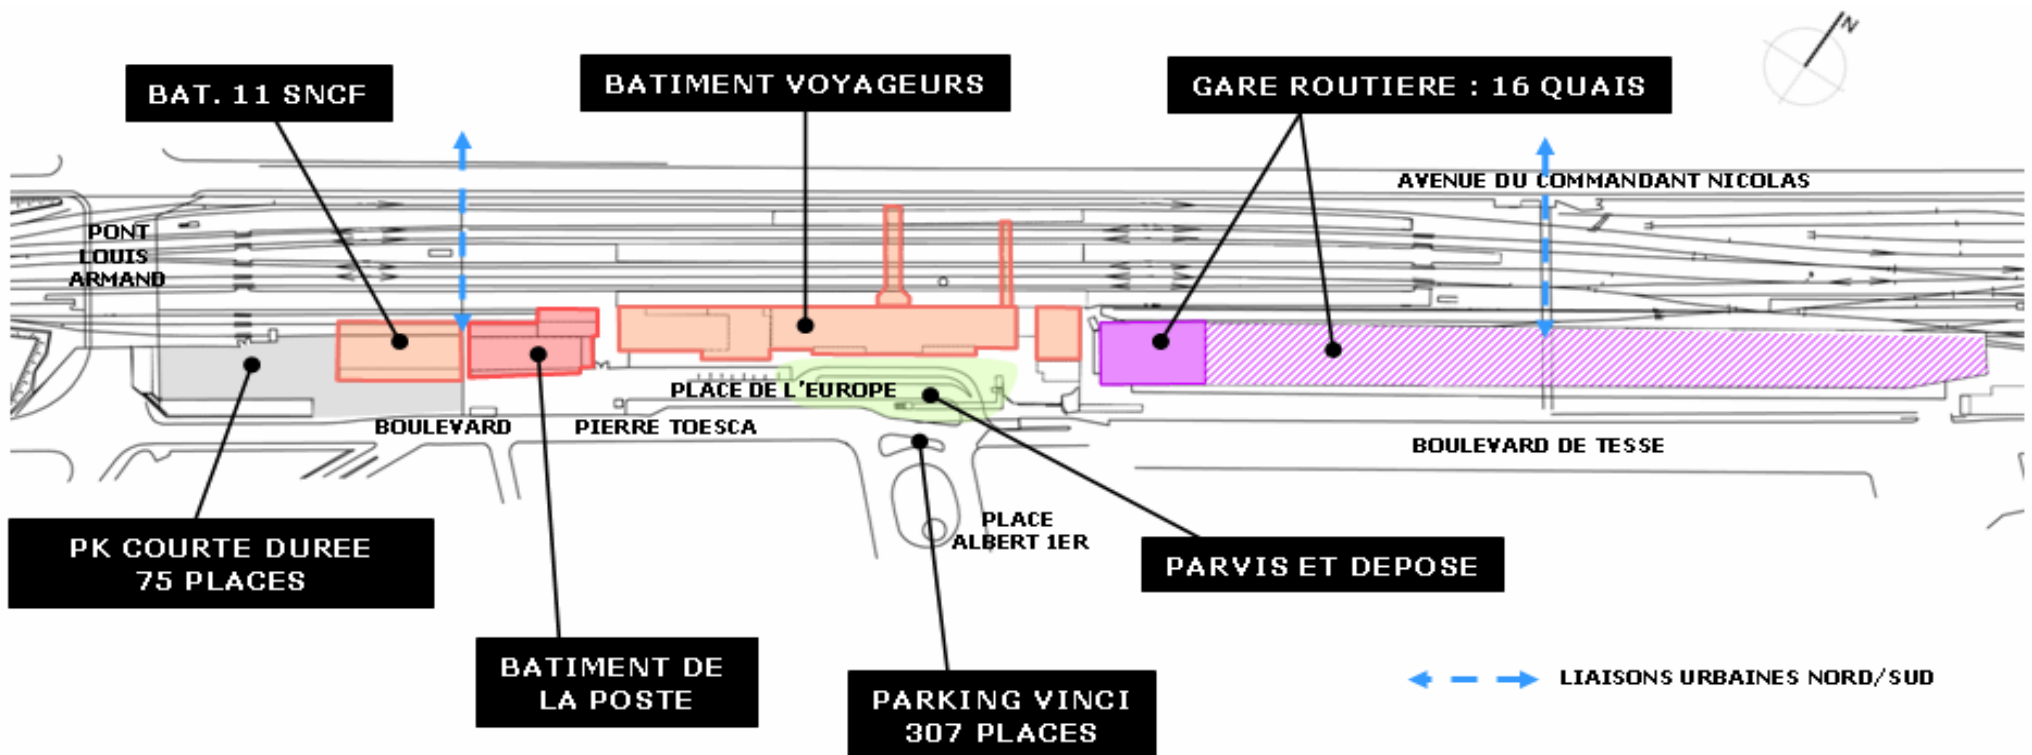 N
BAT. 11 SNCF
BATIMENT VOYAGEURS
GARE ROUTIERE : 16 QUAIS
AVENUE DU COMMANDANT NICOLAS
PONT
LOUIS
ARMAND
PLACE DE L'EUROPE
BOULEVARD PIERRE TOESCA
BOULEVARD DE TESSE
PLACE
ALBERT 1ER
PK COURTE DUREE
75 PLACES
PARVIS ET DEPOSE
BATIMENT DE
LA POSTE
PARKING VINCI
307 PLACES
LIAISONS URBAINES NORD/SUD